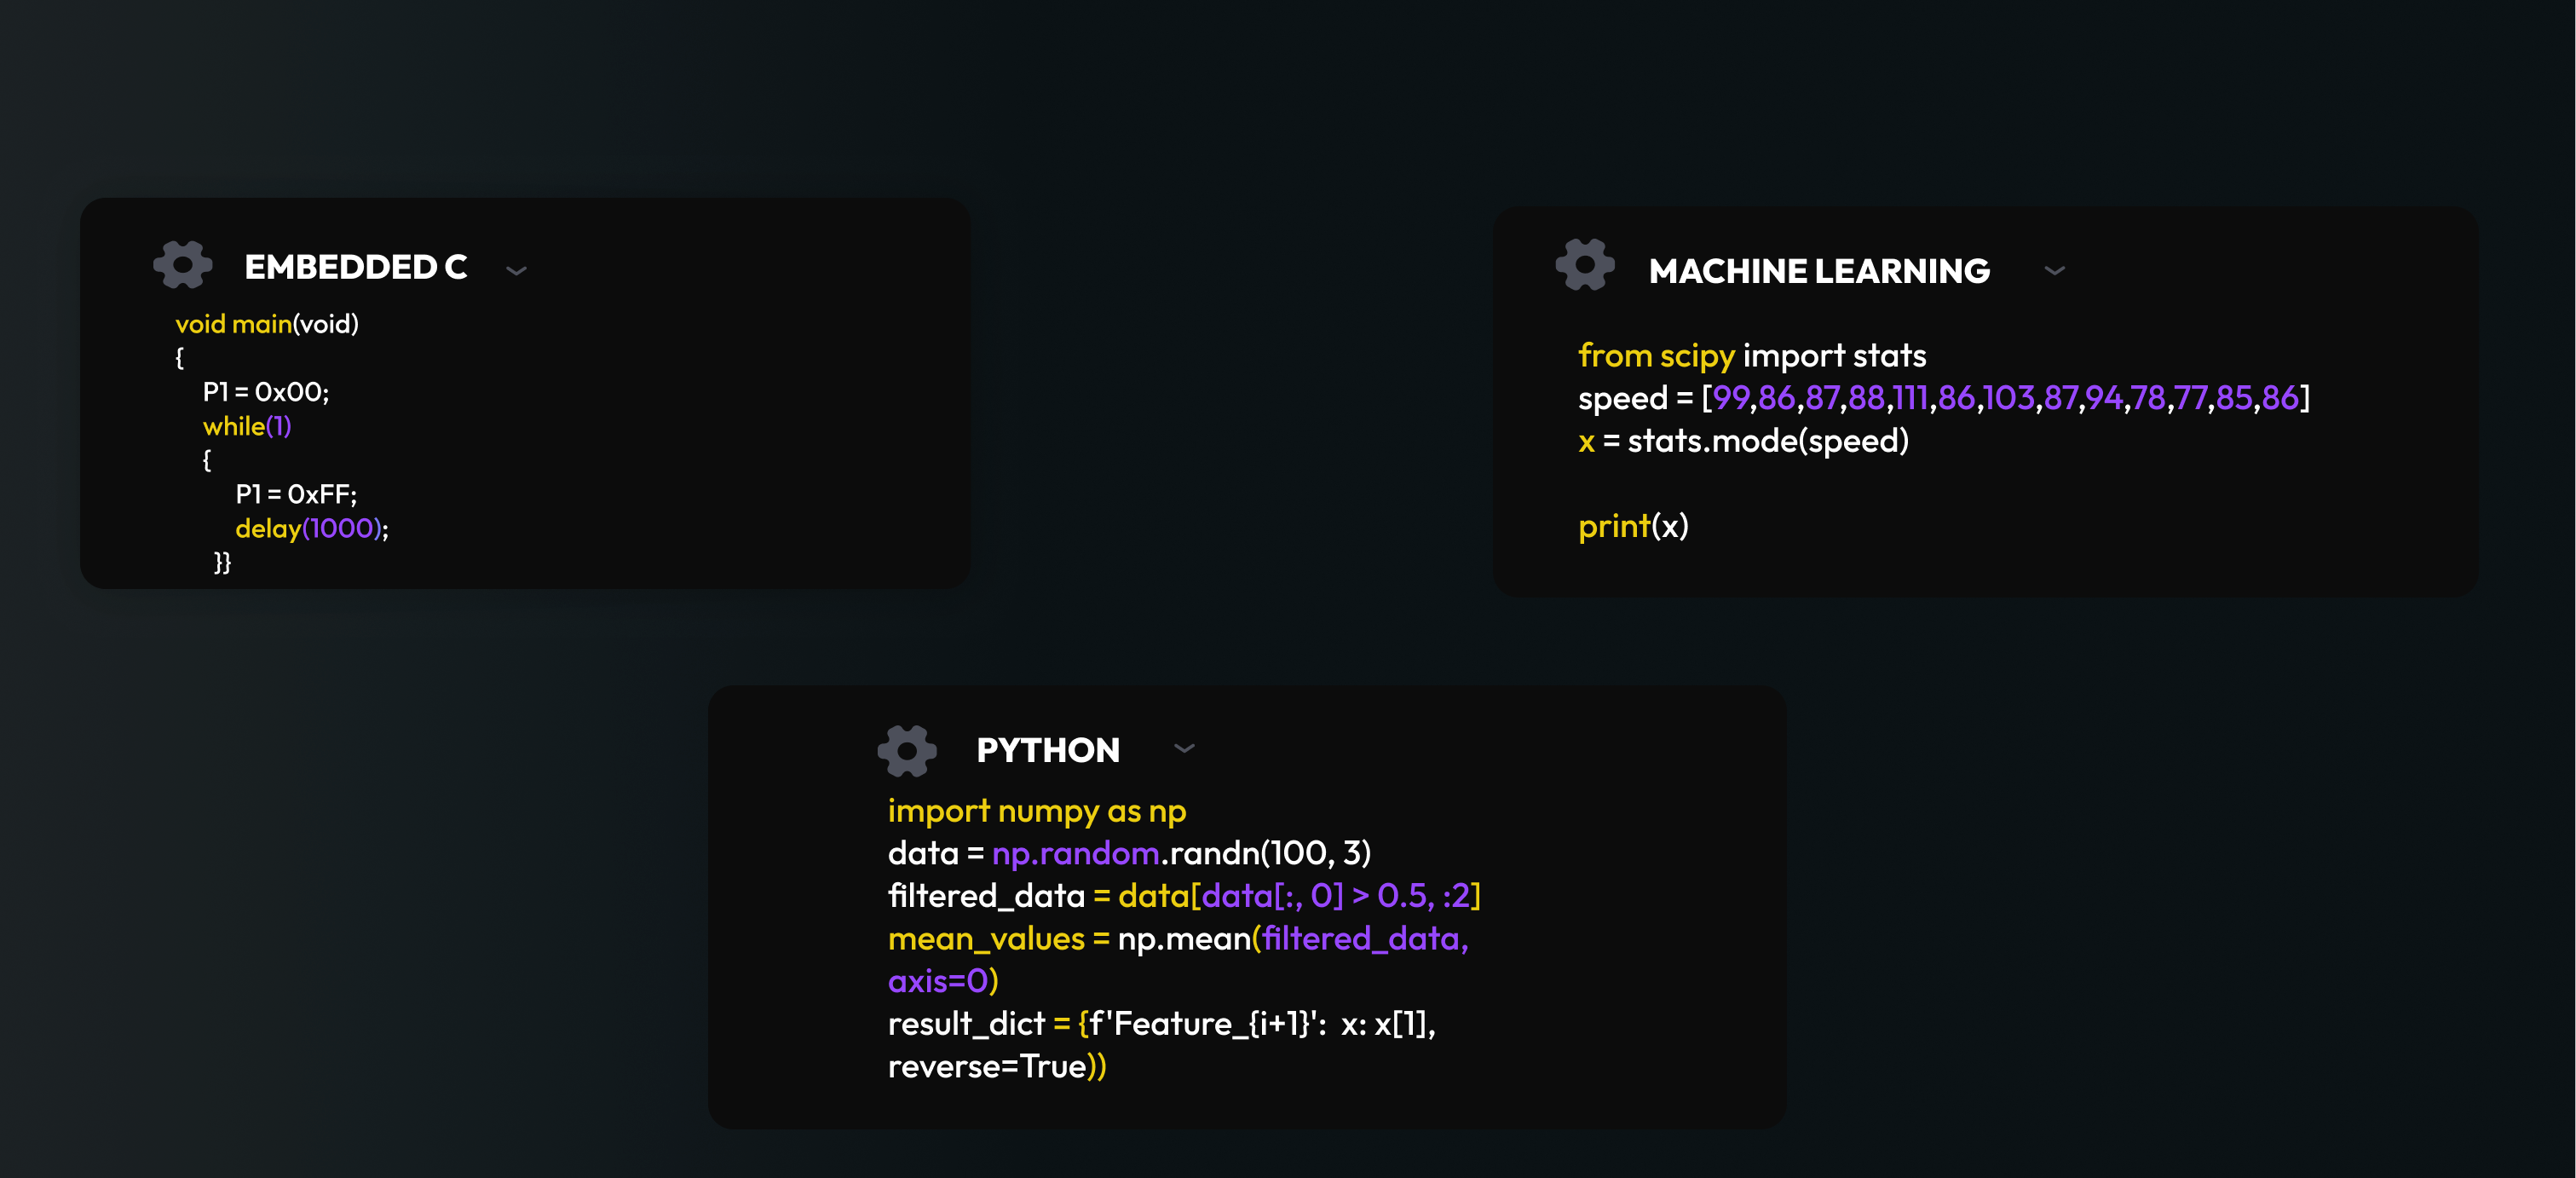 EMBEDDED C
void main(void)
{
P1 = 0x00;
while(1)
{
P1 = 0xFF;
delay(1000);
}}
MACHINE LEARNING
from scipy import stats
speed = [99,86,87,88,111,86,103,87,94,78,77,85,86]
x = stats.mode(speed)
print(x)
PYTHON
import numpy as np
data = np.random.randn(100, 3)
filtered_data = data[data[:, 0] > 0.5, :2]
mean_values = np.mean(filtered_data,
axis=0)
result_dict = {f'Feature_{i+1}':  x: x[1],
reverse=True))